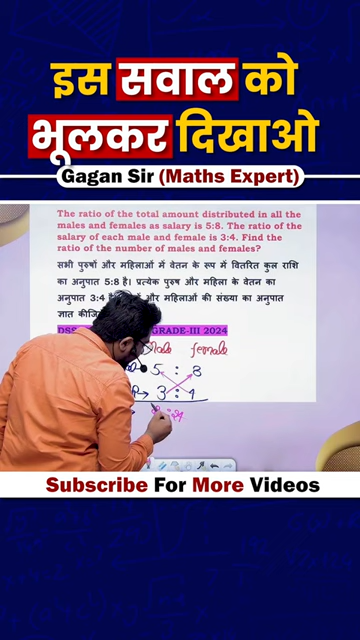 इस सवाल को
भूलकर दिखाओ
Gagan Sir (Maths Expert)
The ratio of the total amount distributed in all the
males and females as salary is 5:8. The ratio of the
salary of each male and female is 3:4. Find the
ratio of the number of males and females?
सभी पुरुषों और महिलाओं में वेतन के रूप में वितरित कुल राशि
का अनुपात 5:8 है। प्रत्येक पुरुष और महिला के वेतन का
अनुपात 3:4 है और महिलाओं की संख्या का अनुपात
ज्ञात कीजि
DSS GRADE-III 2024
Male female
5 : 8
3 : 4
: 24
Subscribe For More Videos